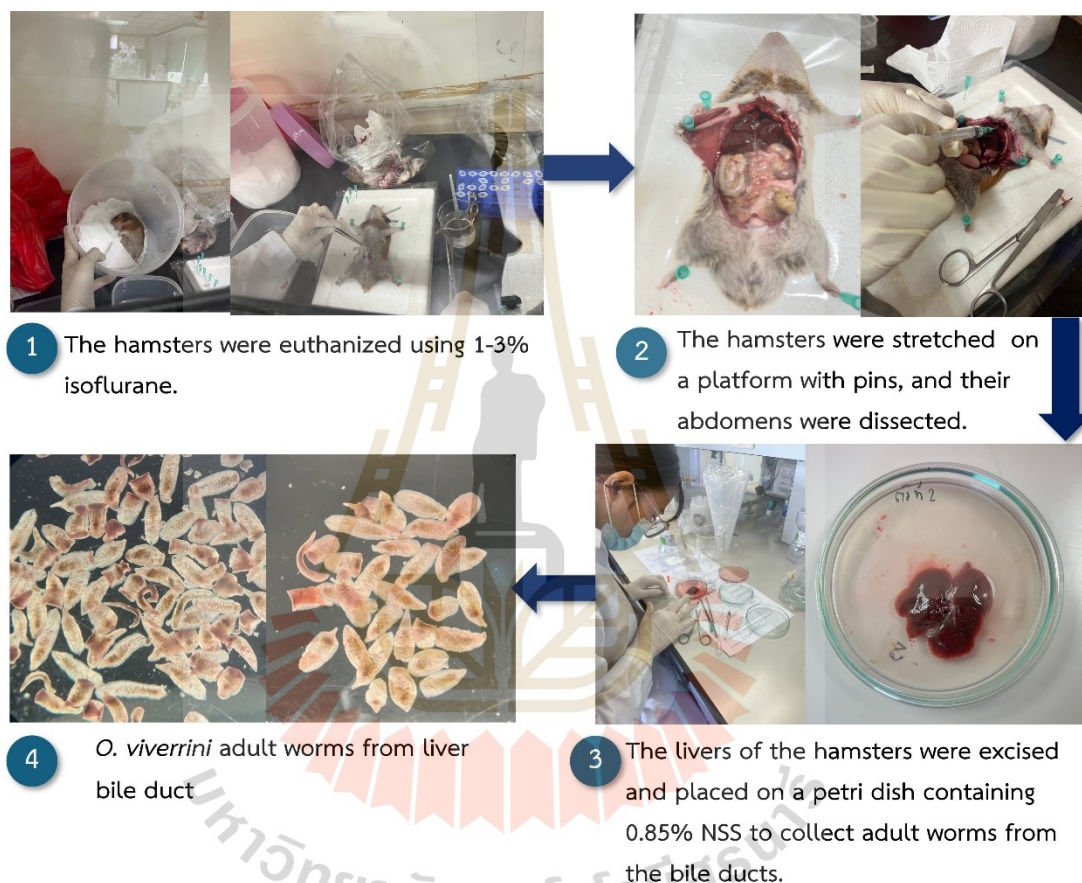 1
The hamsters were euthanized using 1-3%
isoflurane.
2
The hamsters were stretched on
a platform with pins, and their
abdomens were dissected.
3
The livers of the hamsters were excised
and placed on a petri dish containing
0.85% NSS to collect adult worms from
the bile ducts.
4
O. viverrini adult worms from liver
bile duct